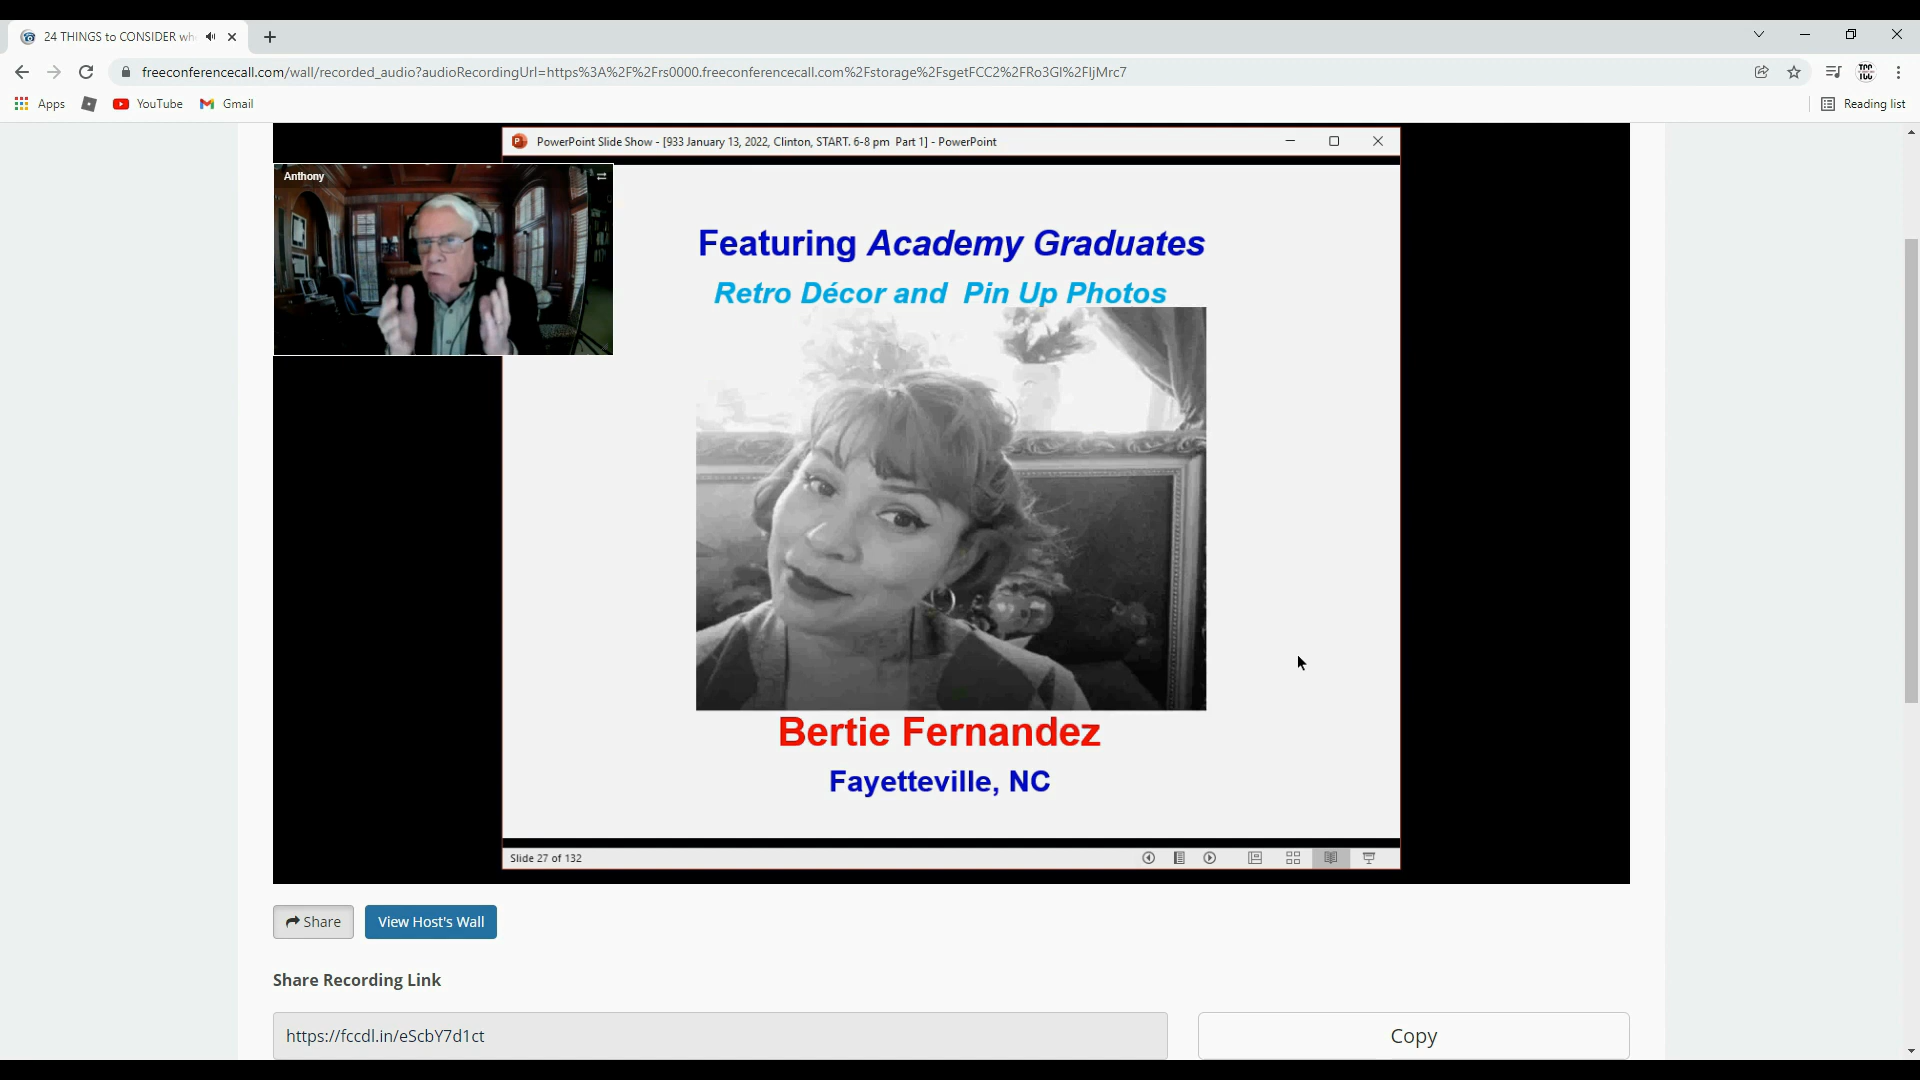 24 THINGS to CONSIDER wh
freeconferencecall.com/wall/recorded_audio?audioRecordingUrl=https%3A%2F%2Frs0000.freeconferencecall.com%2Fstorage%2FsgetFCC2%2FRo3Gl%2FIjMrc7
Apps
YouTube
Gmail
Reading list
PowerPoint Slide Show - [933 January 13, 2022, Clinton, START. 6-8 pm Part 1] - PowerPoint
Anthony
Featuring Academy Graduates
Retro Décor and Pin Up Photos
Bertie Fernandez
Fayetteville, NC
Slide 27 of 132
Share
View Host's Wall
Share Recording Link
https://fccdl.in/eScbY7d1ct
Copy